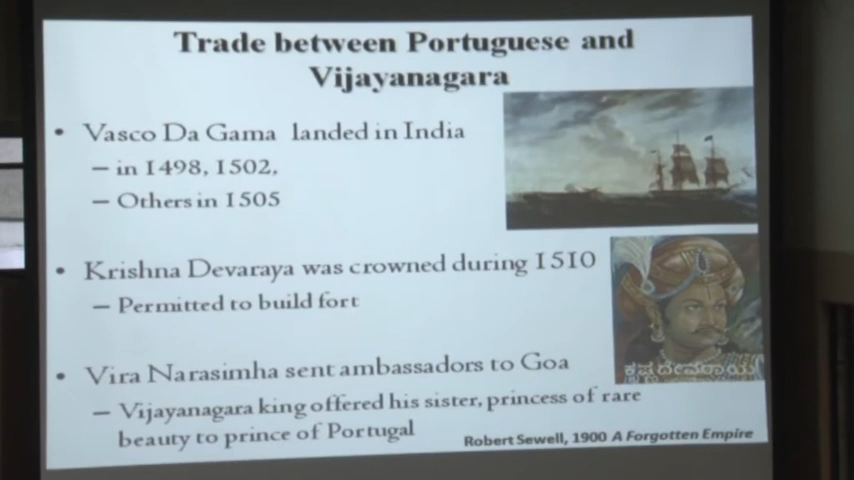 Trade between Portuguese and
Vijayanagara
• Vasco Da Gama landed in India
– in 1498, 1502,
– Others in 1505
• Krishna Devaraya was crowned during 1510
– Permitted to build fort
ಕೃಷ್ಣದೇವರಾಯ
• Vira Narasimha sent ambassadors to Goa
– Vijayanagara king offered his sister, princess of rare
beauty to prince of Portugal
Robert Sewell, 1900 A Forgotten Empire